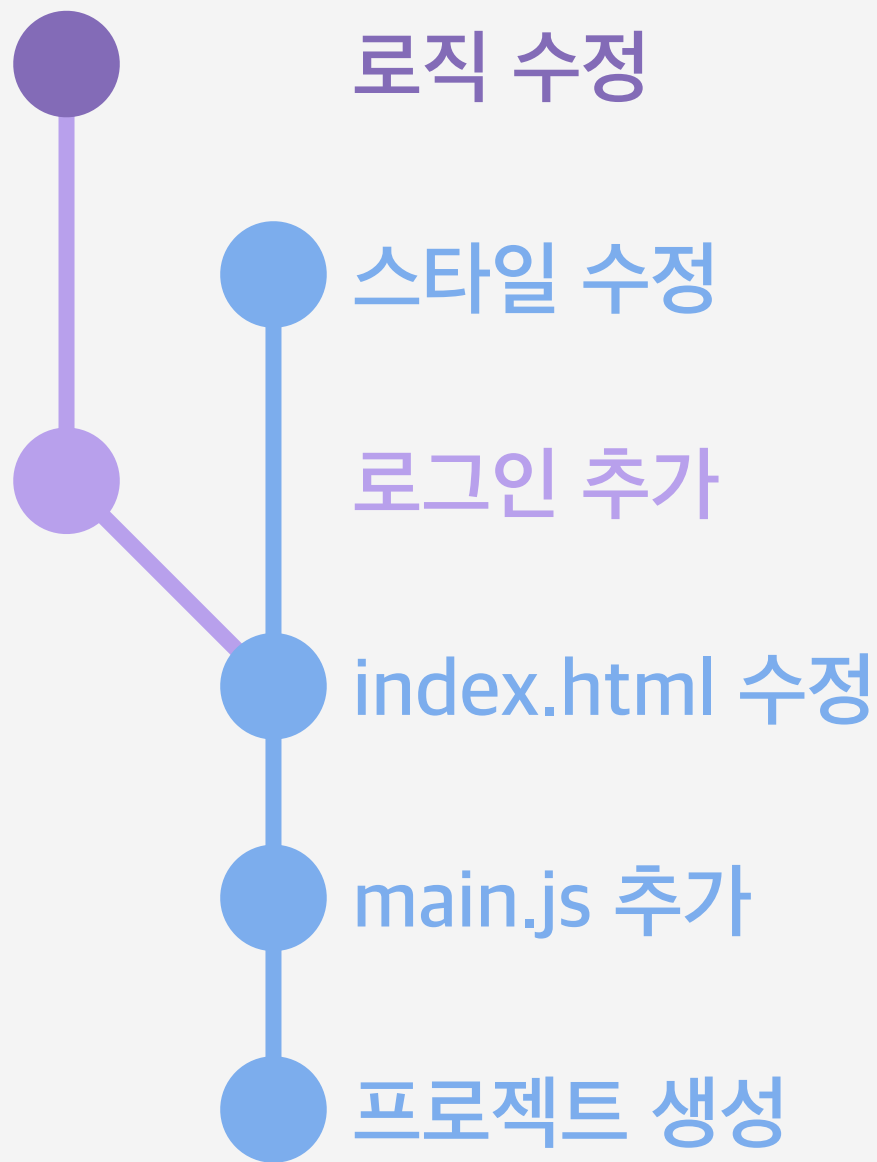 로직 수정
스타일 수정
로그인 추가
index.html 수정
main.js 추가
프로젝트 생성